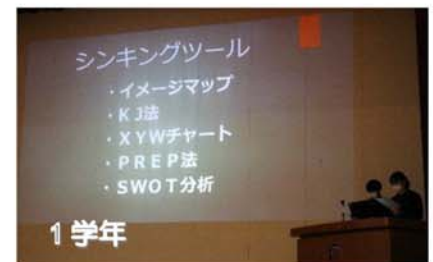 シンキングツール
・イメージマップ
・KJ法
・XYWチャート
・PREP法
・SWOT分析
1学年